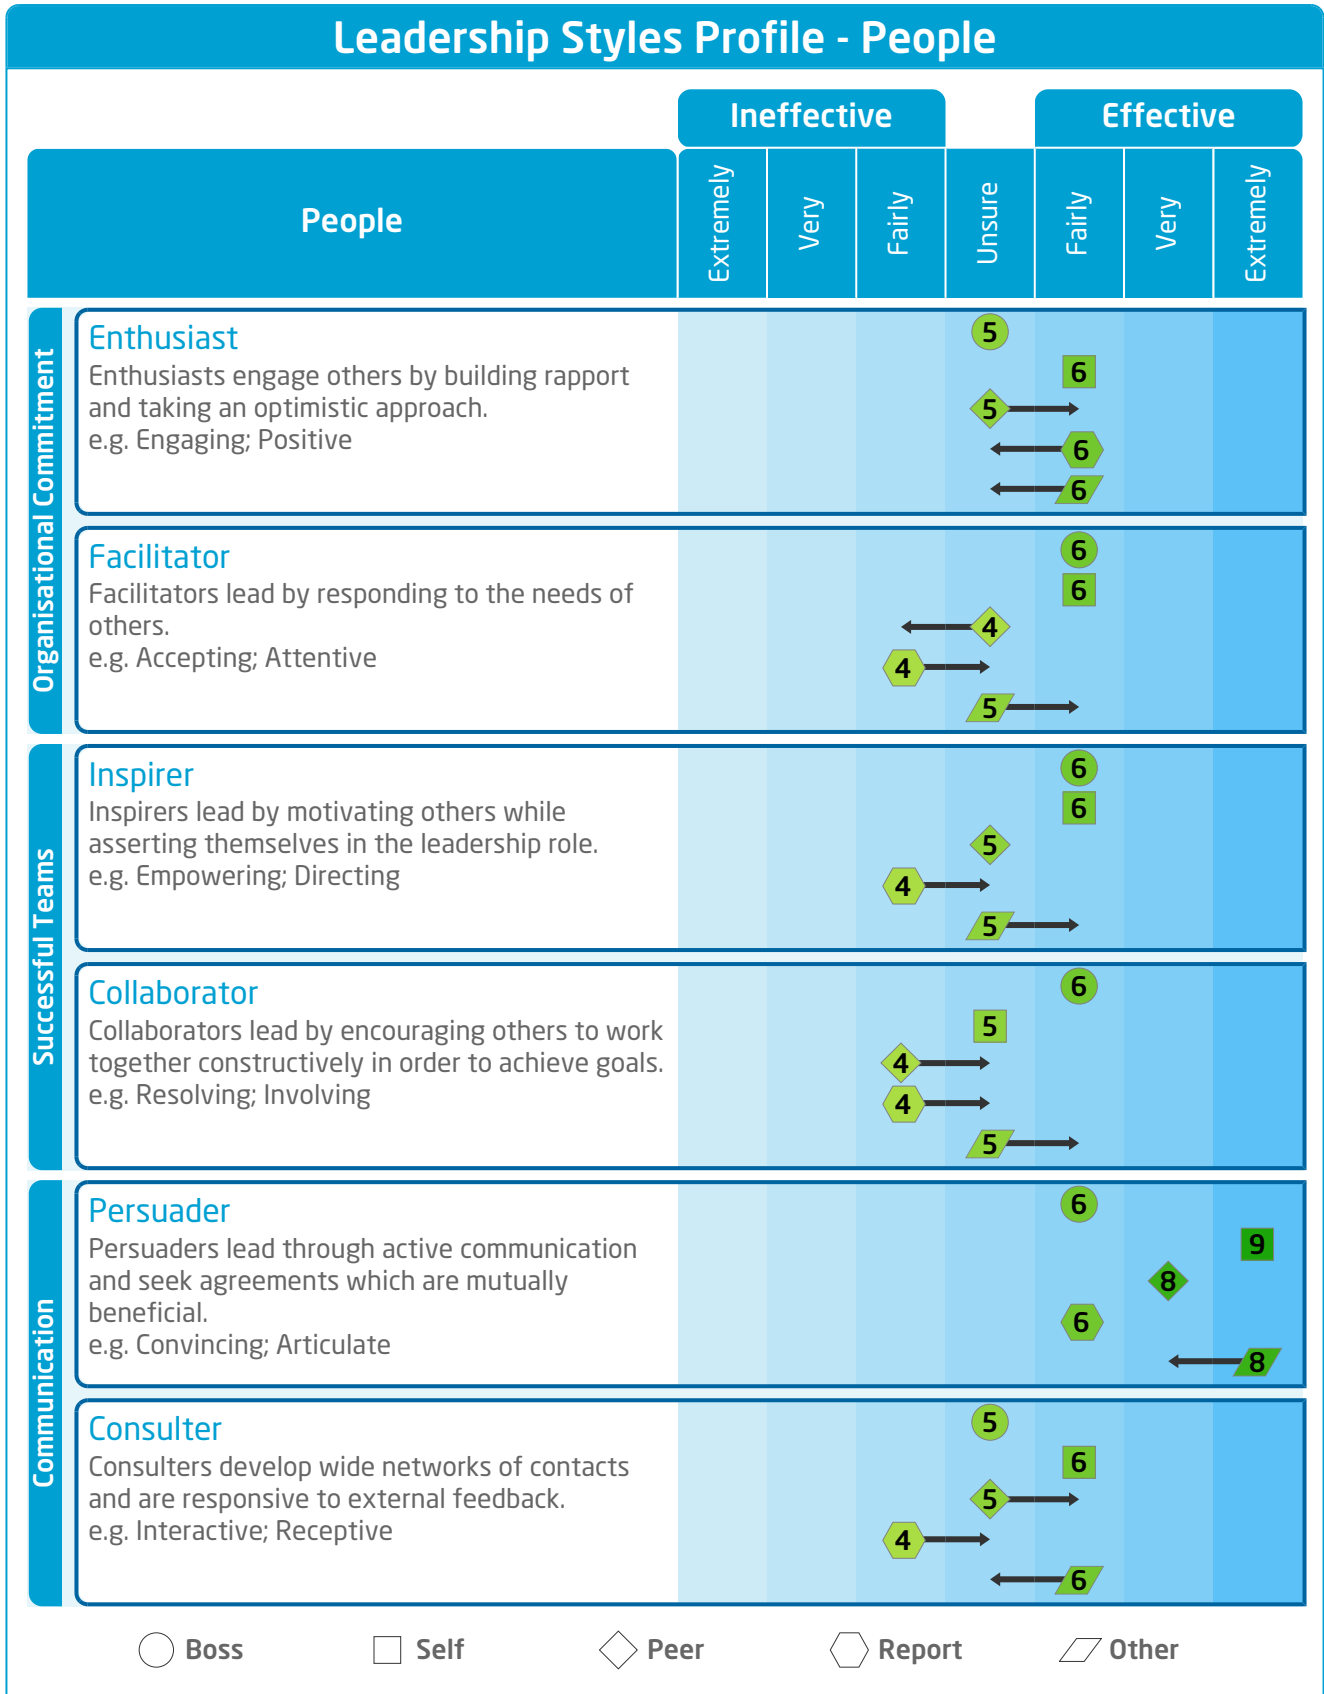 Leadership Styles Profile - People
Ineffective
Effective
People
Extremely
Very
Fairly
Unsure
Fairly
Very
Extremely
Organisational Commitment
Enthusiast
Enthusiasts engage others by building rapport
and taking an optimistic approach.
e.g. Engaging; Positive
5
6
5
6
6
Facilitator
Facilitators lead by responding to the needs of
others.
e.g. Accepting; Attentive
6
6
4
4
5
Successful Teams
Inspirer
Inspirers lead by motivating others while
asserting themselves in the leadership role.
e.g. Empowering; Directing
6
6
5
4
5
Collaborator
Collaborators lead by encouraging others to work
together constructively in order to achieve goals.
e.g. Resolving; Involving
6
5
4
4
5
Communication
Persuader
Persuaders lead through active communication
and seek agreements which are mutually
beneficial.
e.g. Convincing; Articulate
6
9
8
6
8
Consulter
Consulters develop wide networks of contacts
and are responsive to external feedback.
e.g. Interactive; Receptive
5
6
5
4
6
Boss
Self
Peer
Report
Other